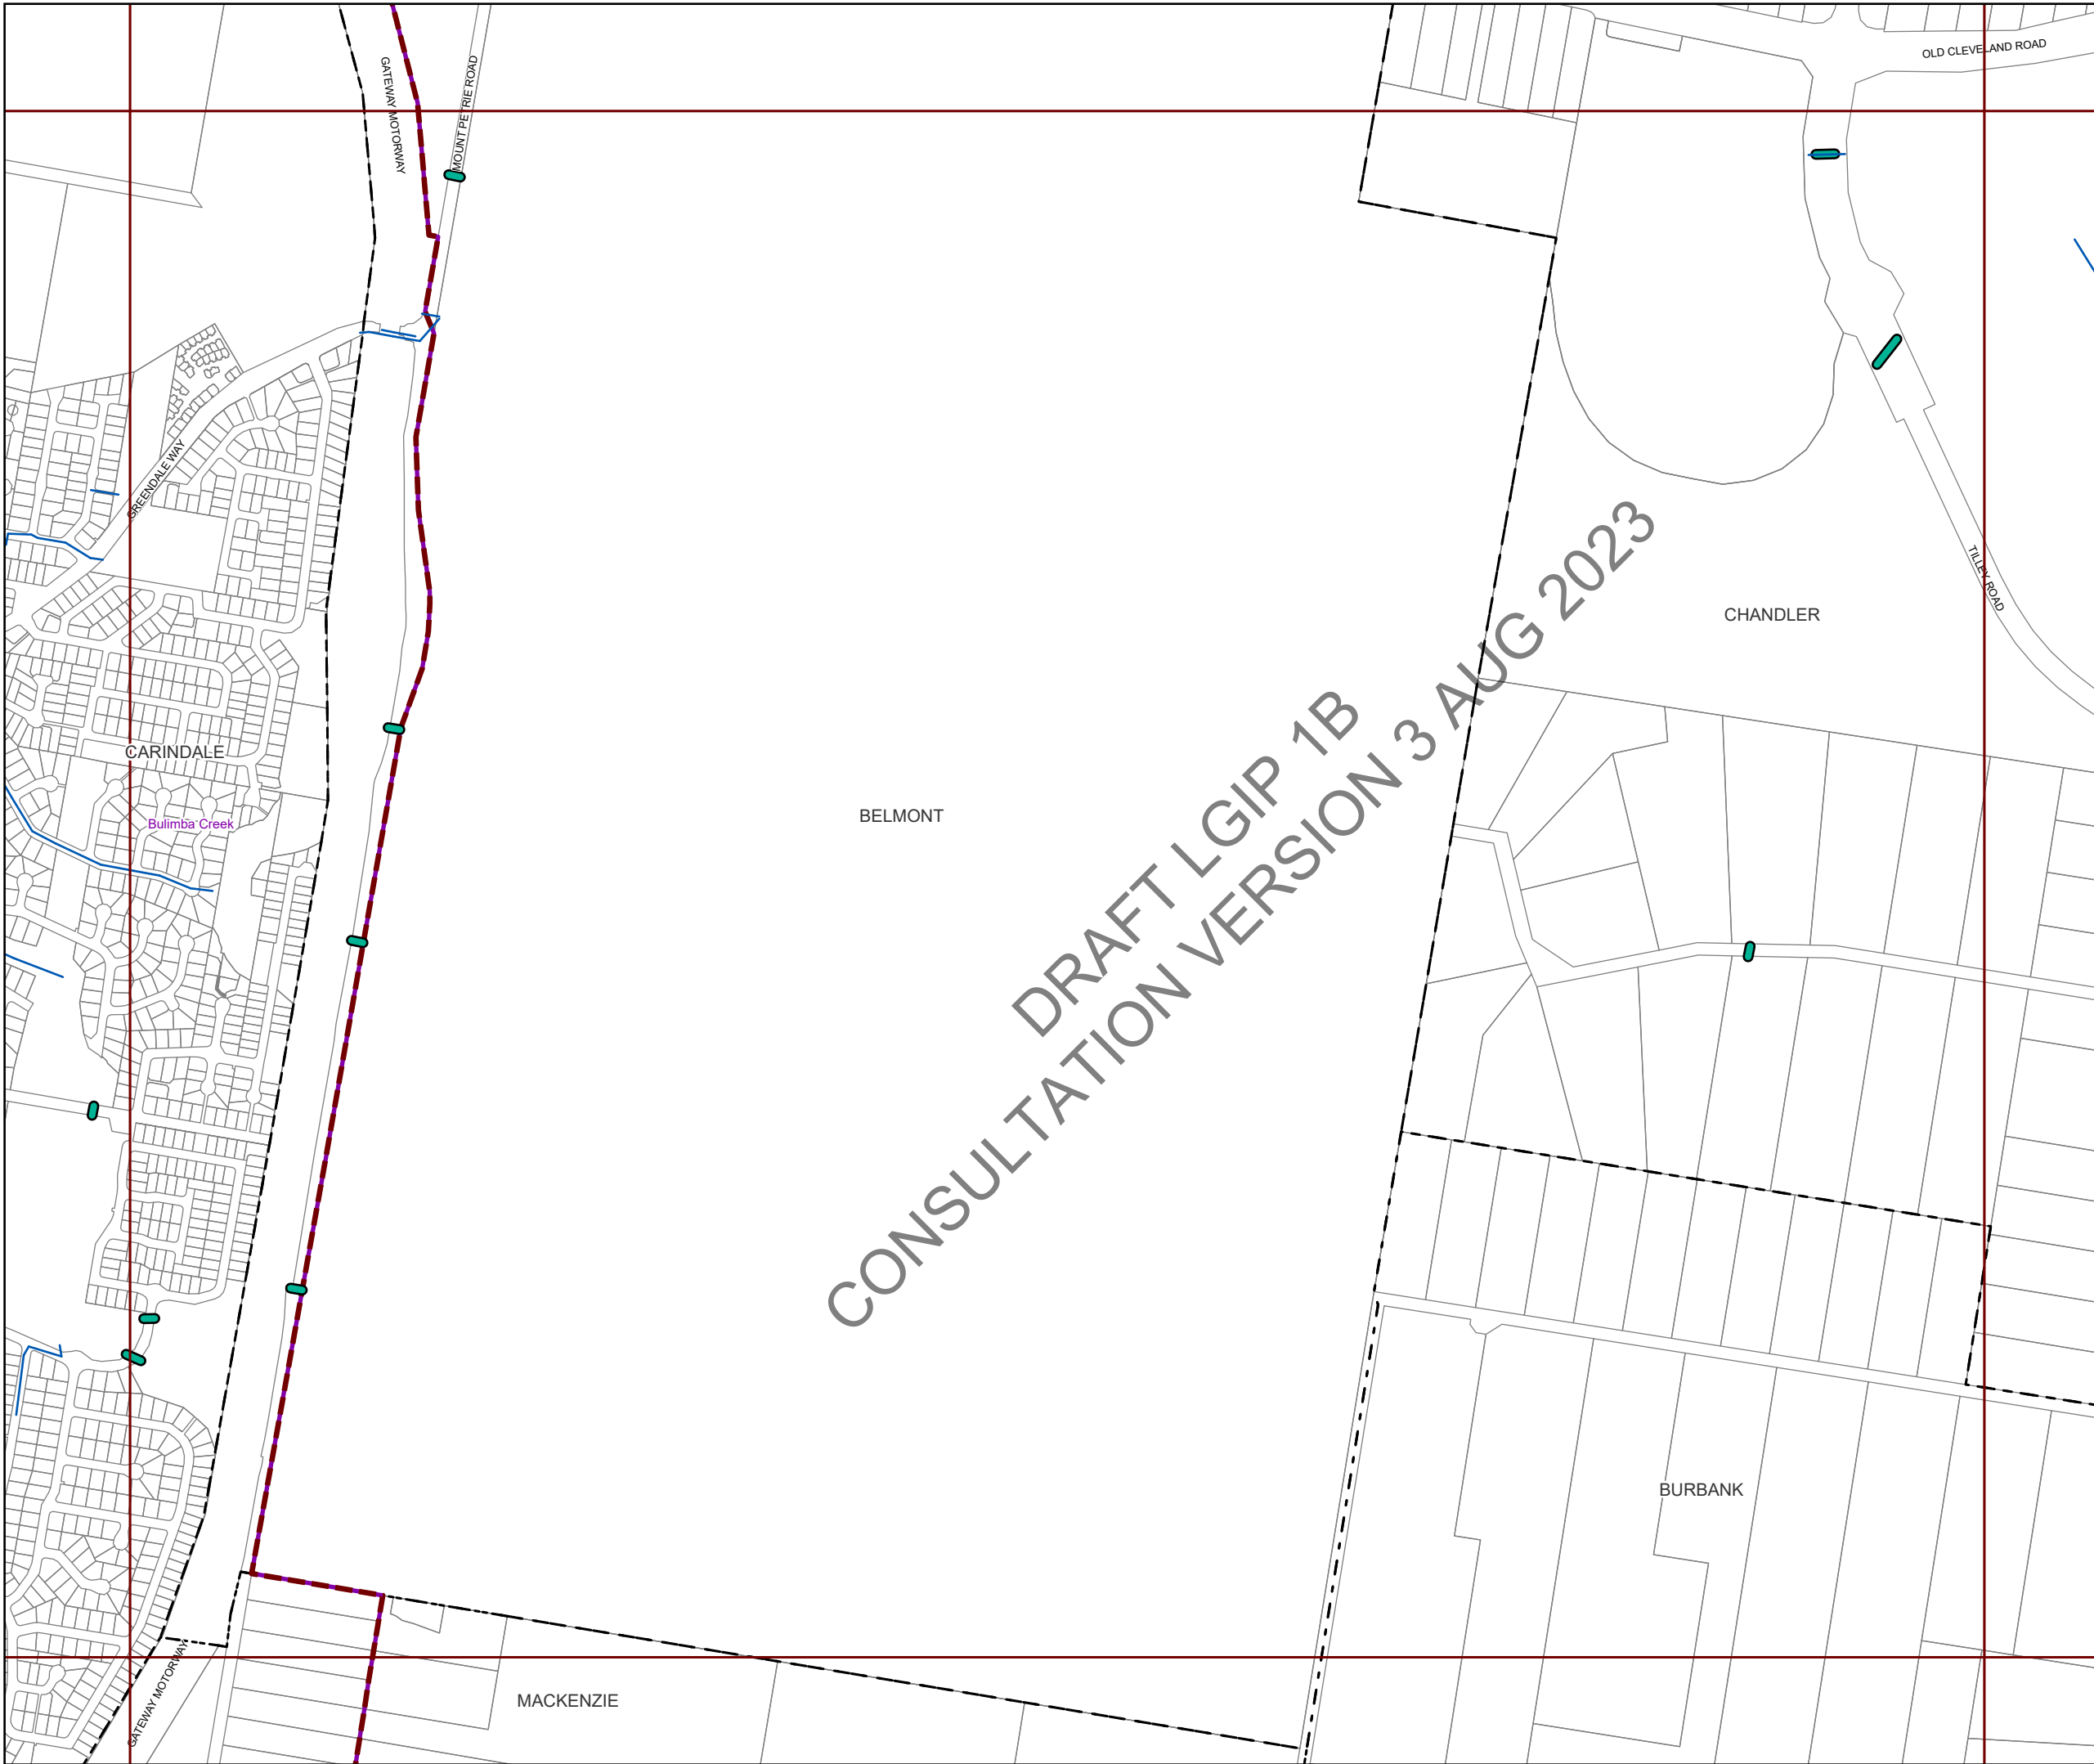 OLD CLEVELAND ROAD
GATEWAY MOTORWAY
MOUNT PETRIE ROAD
GREENDALE WAY
TILLEY ROAD
CHANDLER
CARINDALE
BELMONT
Bulimba Creek
DRAFT LGIP 1B
CONSULTATION VERSION 3 AUG 2023
BURBANK
GATEWAY MOTORWAY
MACKENZIE